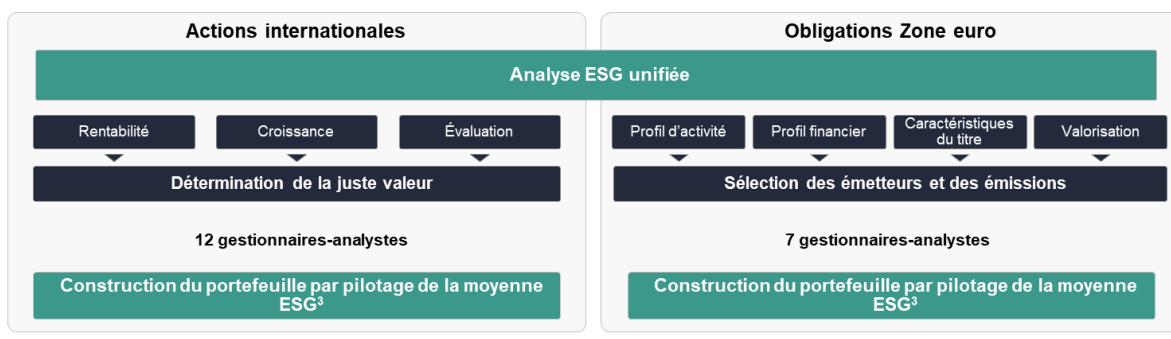 Actions internationales
Obligations Zone euro
Analyse ESG unifiée
Rentabilité
Croissance
Évaluation
Détermination de la juste valeur
12 gestionnaires-analystes
Construction du portefeuille par pilotage de la moyenne
ESG³
Profil d'activité
Profil financier
Caractéristiques
du titre
Valorisation
Sélection des émetteurs et des émissions
7 gestionnaires-analystes
Construction du portefeuille par pilotage de la moyenne
ESG³